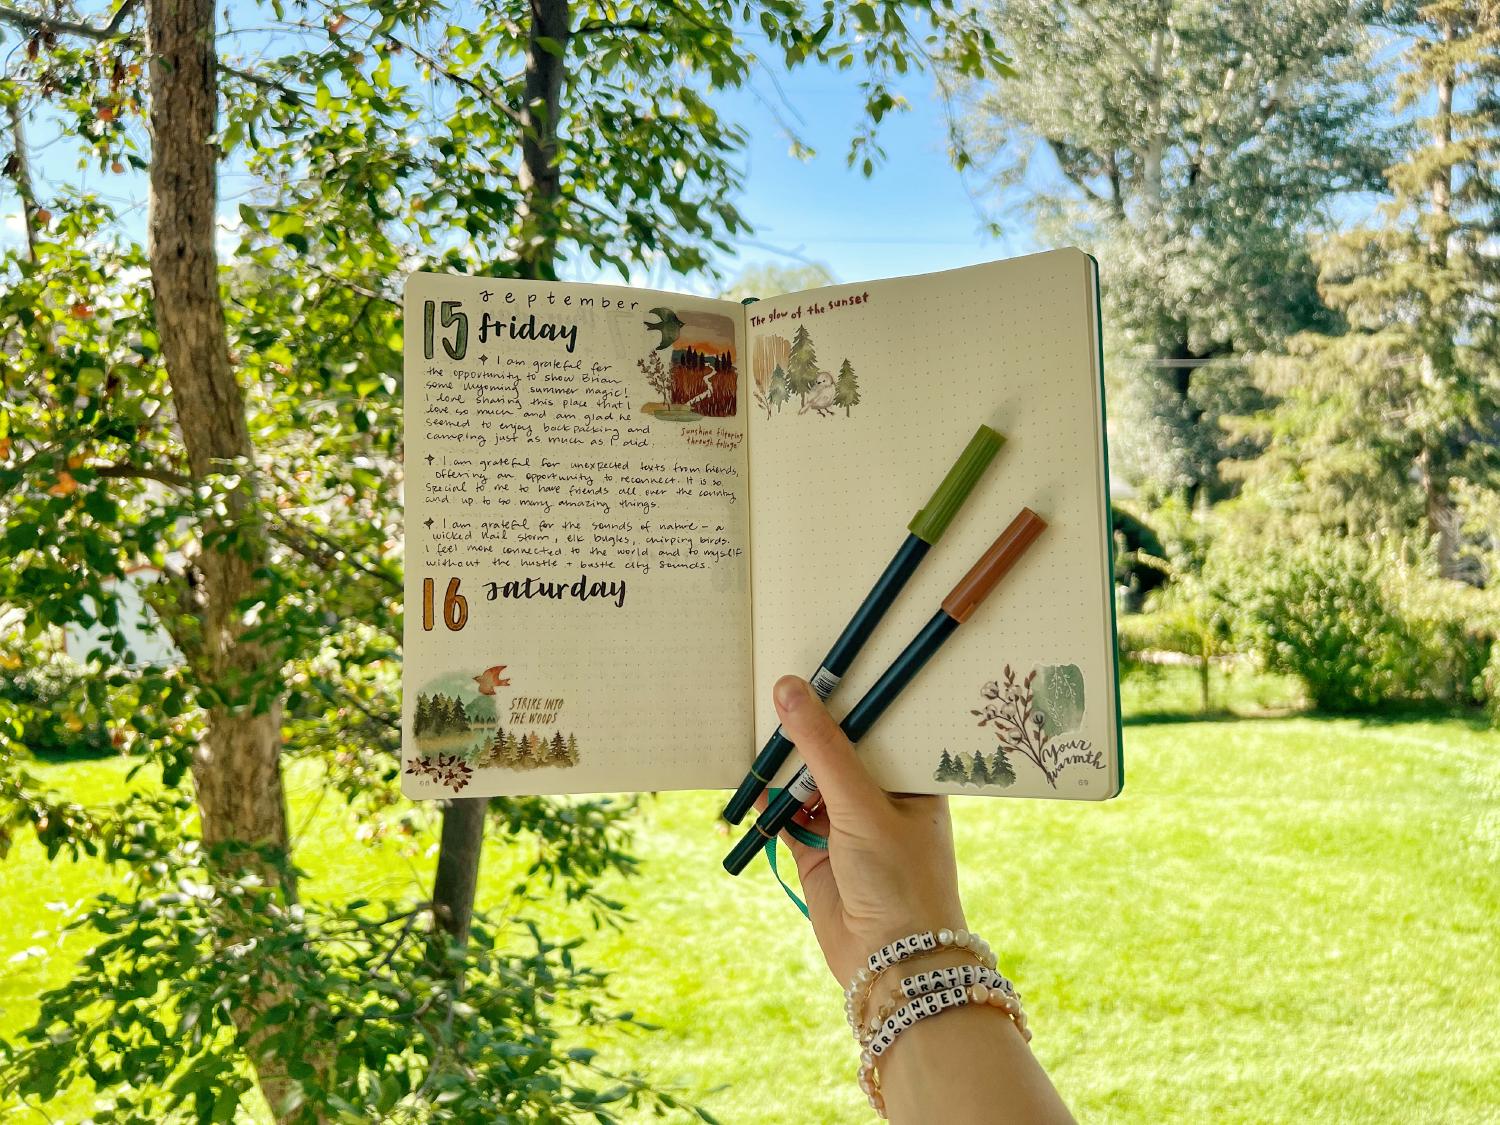 september
15 friday
✦ I am grateful for
the opportunity to show Brian
some Wyoming summer magic!
I love sharing this place that I
love so much and am glad he
seemed to enjoy backpacking and
camping just as much as I did.
Sunshine filtering
through foliage
✦ I am grateful for unexpected texts from friends,
offering an opportunity to reconnect. It is so
special to me to have friends all over the country
and up to so many amazing things.
✦ I am grateful for the sounds of nature – a
wicked hail storm, elk bugles, chirping birds.
I feel more connected to the world and to myself
without the hustle + bustle city sounds.
16 saturday
STRIKE INTO
THE WOODS
68
The glow of the sunset
Your
warmth
69
REACH
GRATEFUL
GROUNDED